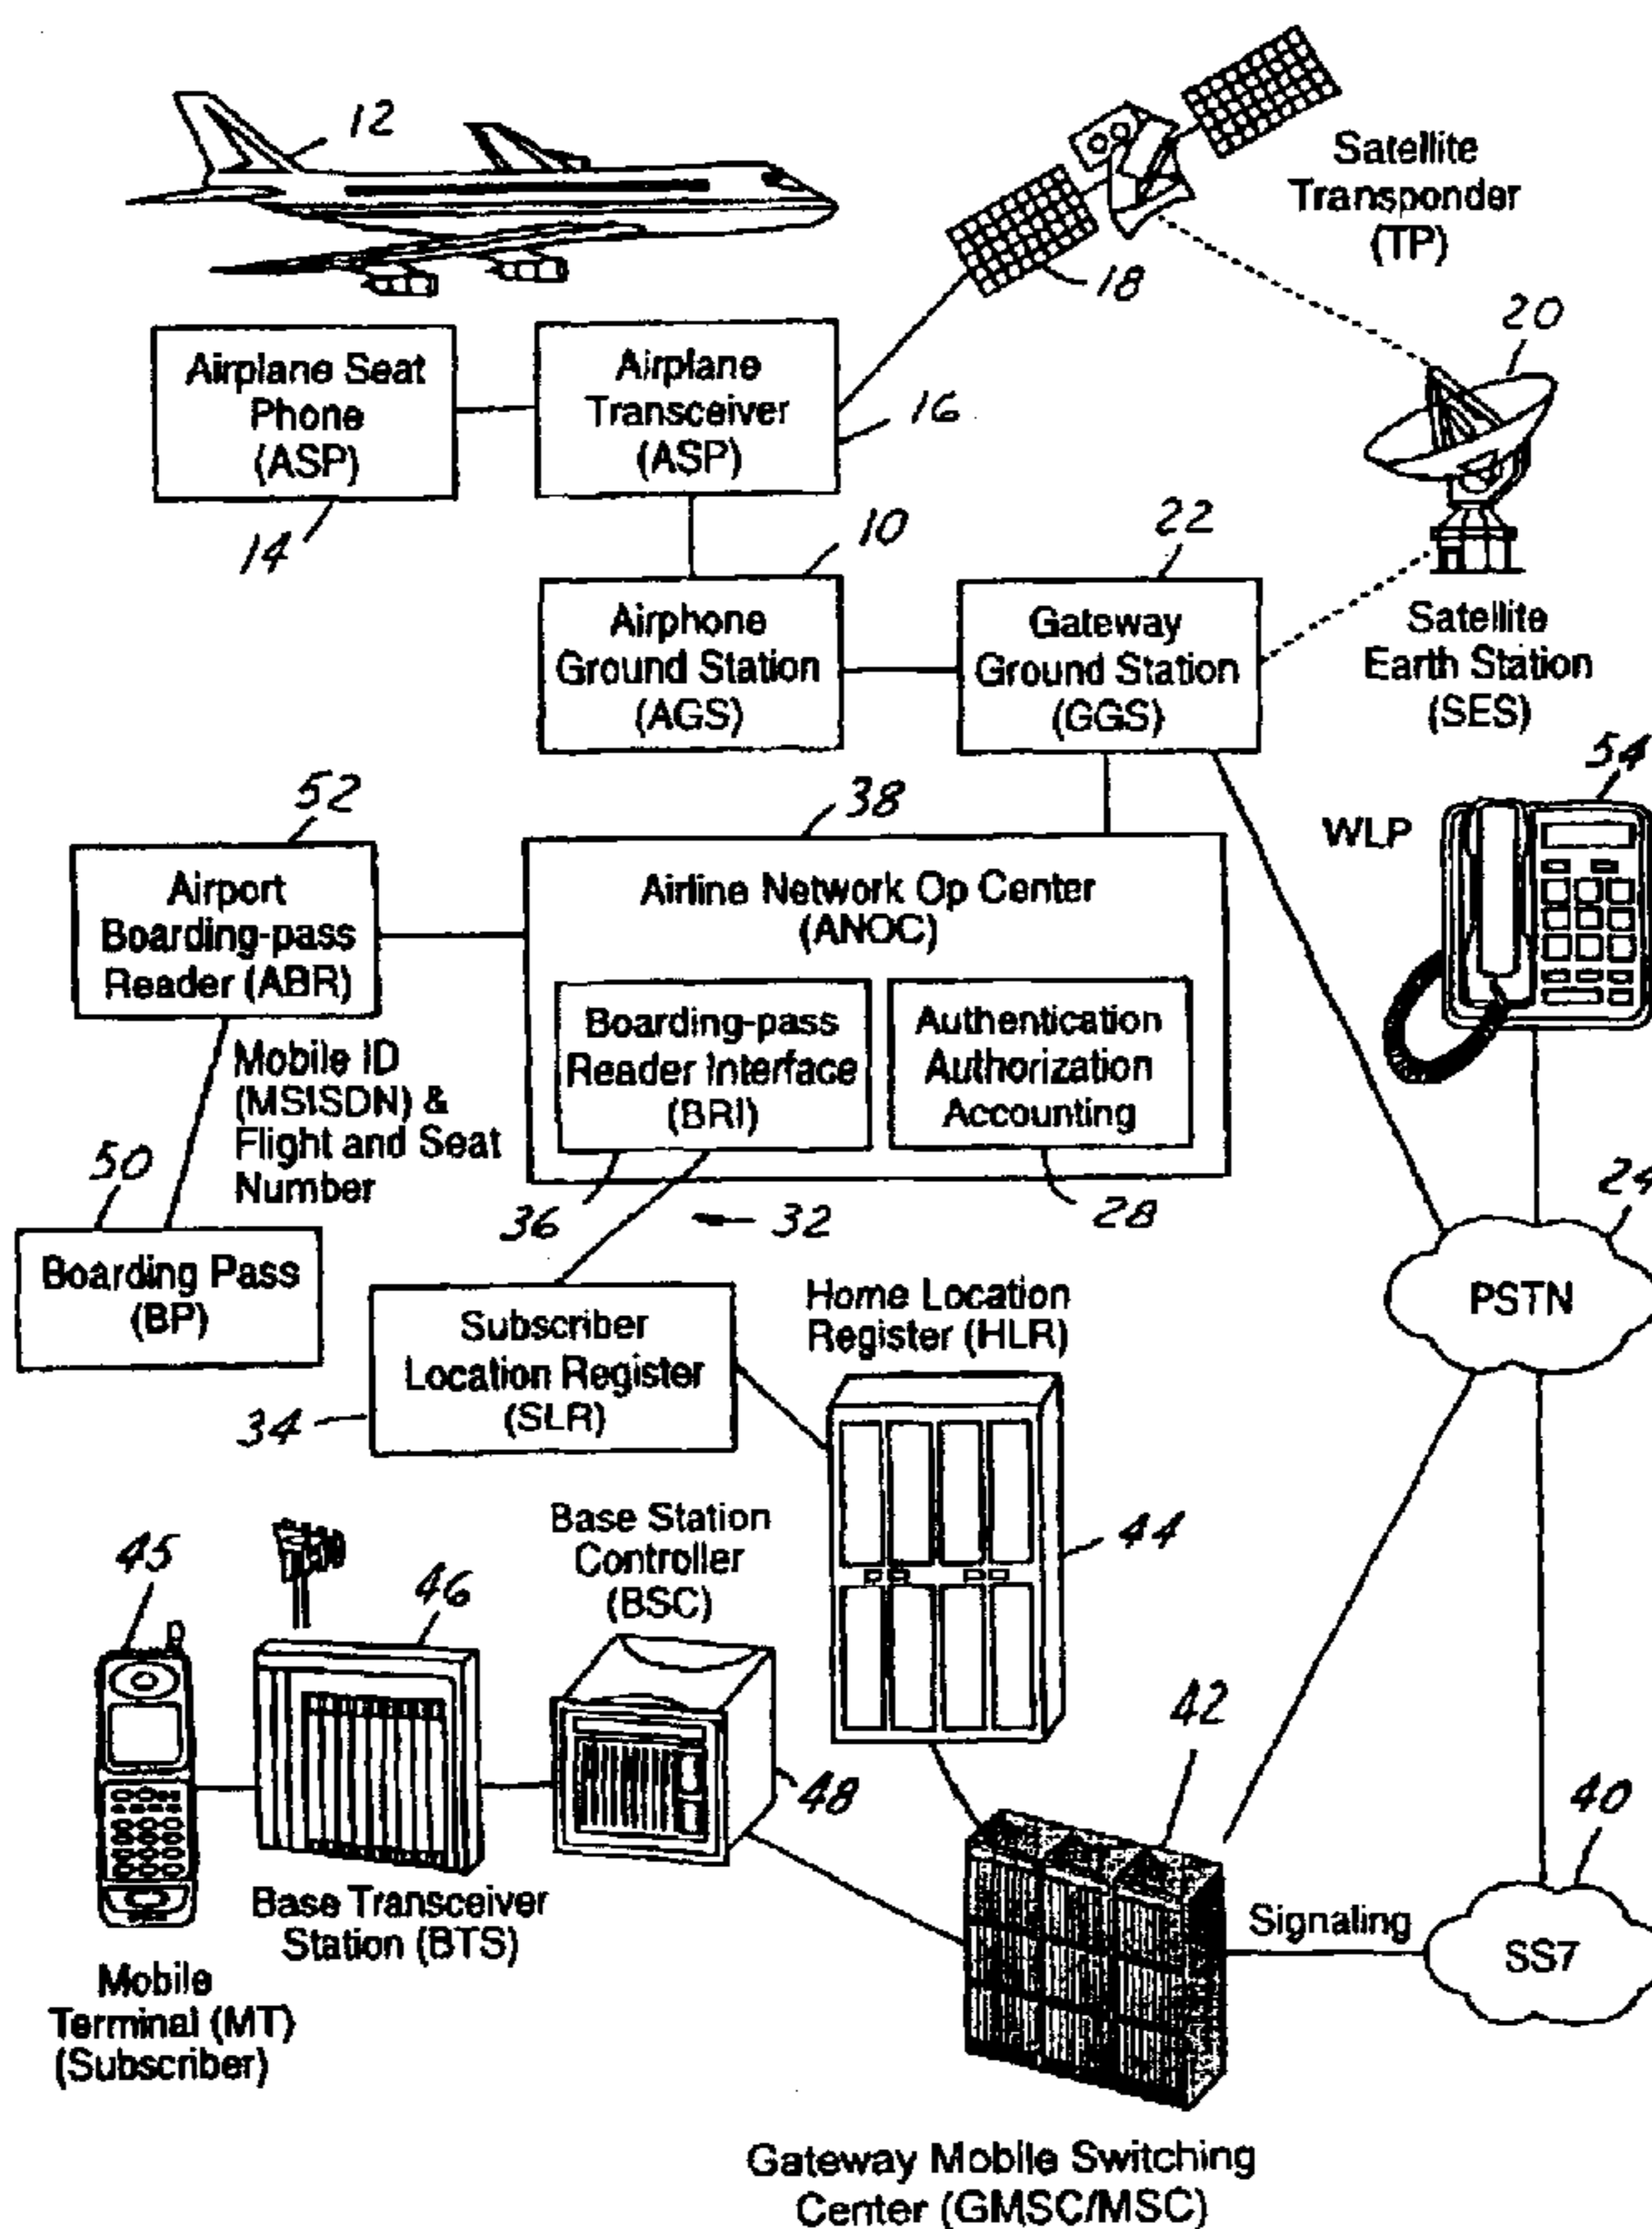 12
Satellite
Transponder
(TP)
18
20
Airplane Seat
Phone
(ASP)
14
Airplane
Transceiver
(ASP)
16
10
22
Airphone
Ground Station
(AGS)
Gateway
Ground Station
(GGS)
Satellite
Earth Station
(SES)
54
WLP
52
38
Airport
Boarding-pass
Reader (ABR)
Airline Network Op Center
(ANOC)
Boarding-pass
Reader Interface
(BRI)
Authentication
Authorization
Accounting
Mobile ID
(MSISDN) &
Flight and Seat
Number
50
36
32
28
24
Boarding Pass
(BP)
PSTN
Subscriber
Location Register
(SLR)
34
Home Location
Register (HLR)
44
45
46
Base Station
Controller
(BSC)
48
42
40
Base Transceiver
Station (BTS)
Mobile
Terminal (MT)
(Subscriber)
Signaling
SS7
Gateway Mobile Switching
Center (GMSC/MSC)